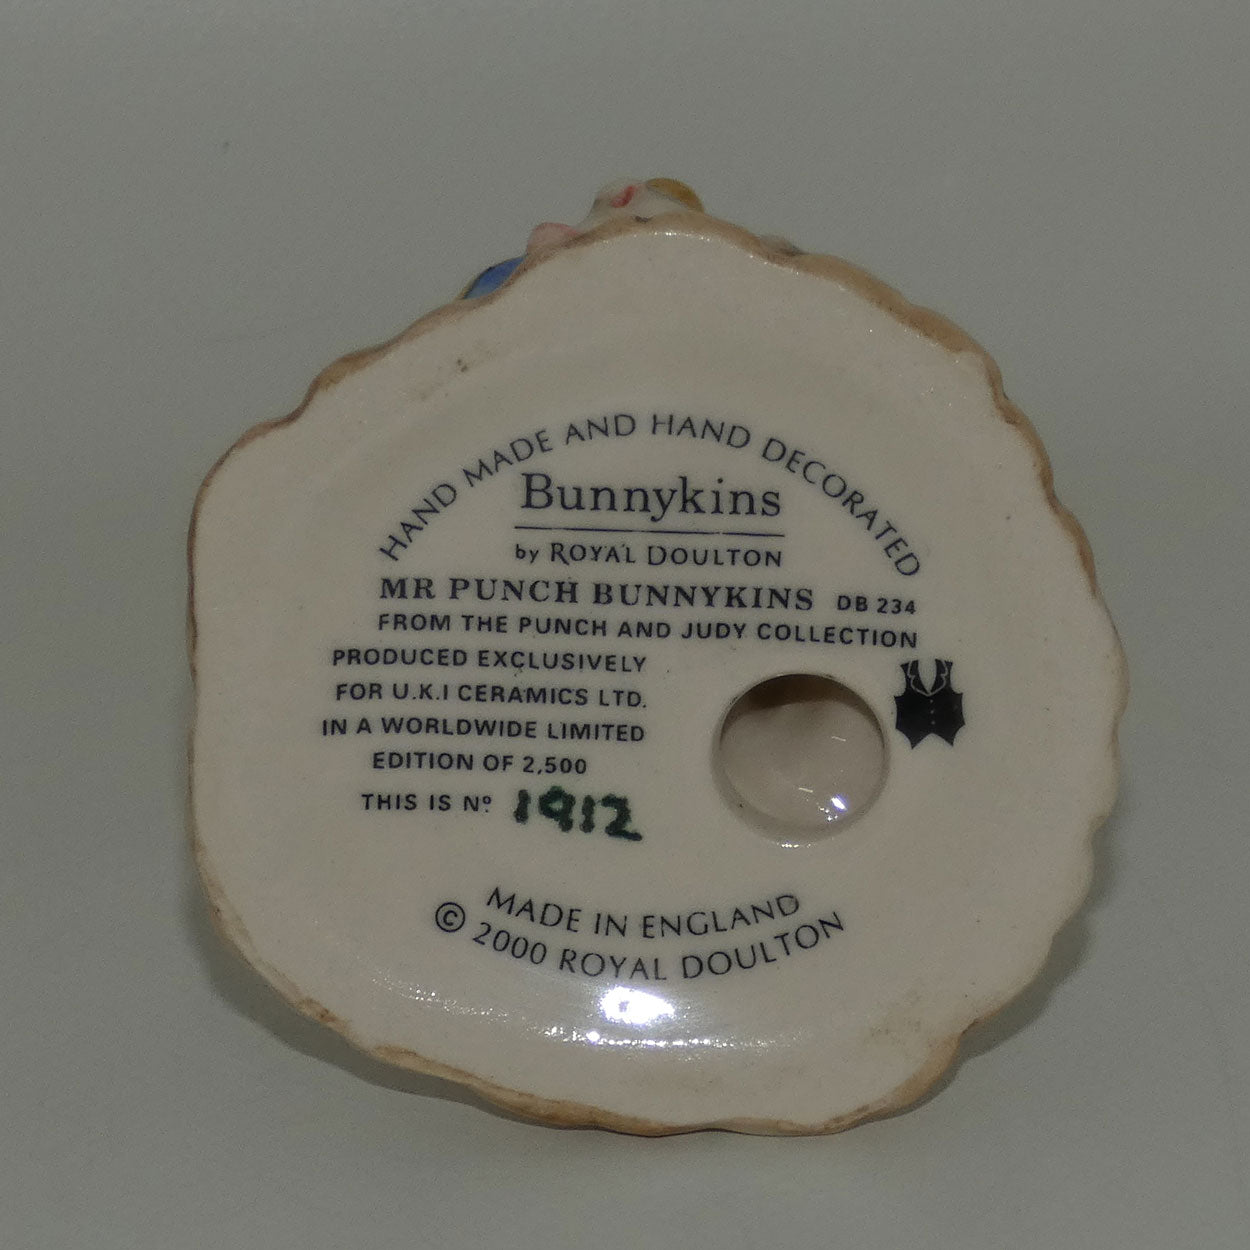 HAND MADE AND HAND DECORATED
Bunnykins
by ROYAL DOULTON
MR PUNCH BUNNYKINS DB 234
FROM THE PUNCH AND JUDY COLLECTION
PRODUCED EXCLUSIVELY
FOR U.K.I CERAMICS LTD.
IN A WORLDWIDE LIMITED
EDITION OF 2,500
THIS IS Nº 1912
MADE IN ENGLAND
© 2000 ROYAL DOULTON